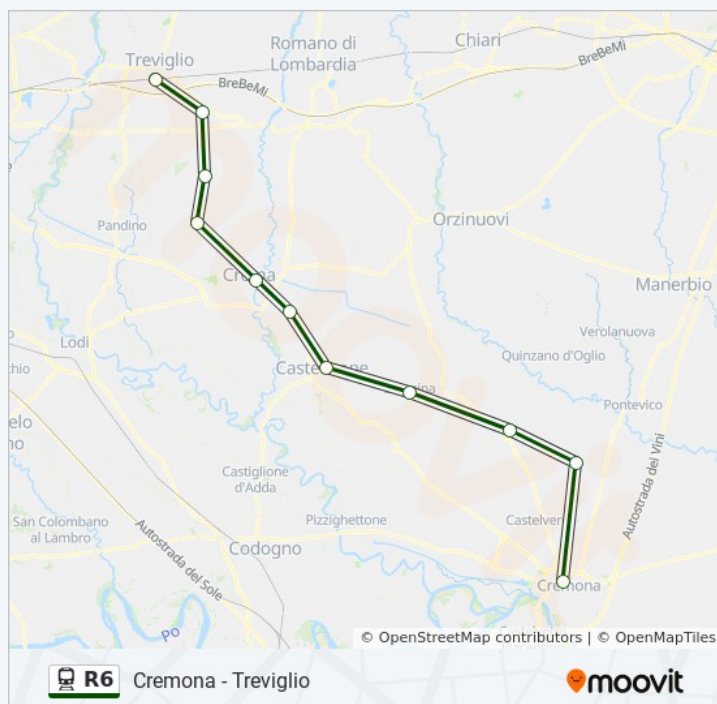 Treviglio
Romano di
Lombardia
Chiari
BreBeMi
BreBeMi
Pandino
Orzinuovi
Crema
Manerbio
Lodi
Verolanuova
Quinzano d'Oglio
Pontevico
Castiglione
d'Adda
Pizzighettone
San Colombano
al Lambro
Codogno
Autostrada del Sole
Autostrada dei Vini
Cremona
Po
© OpenStreetMap contributors | © OpenMapTiles
R6
Cremona - Treviglio
moovit